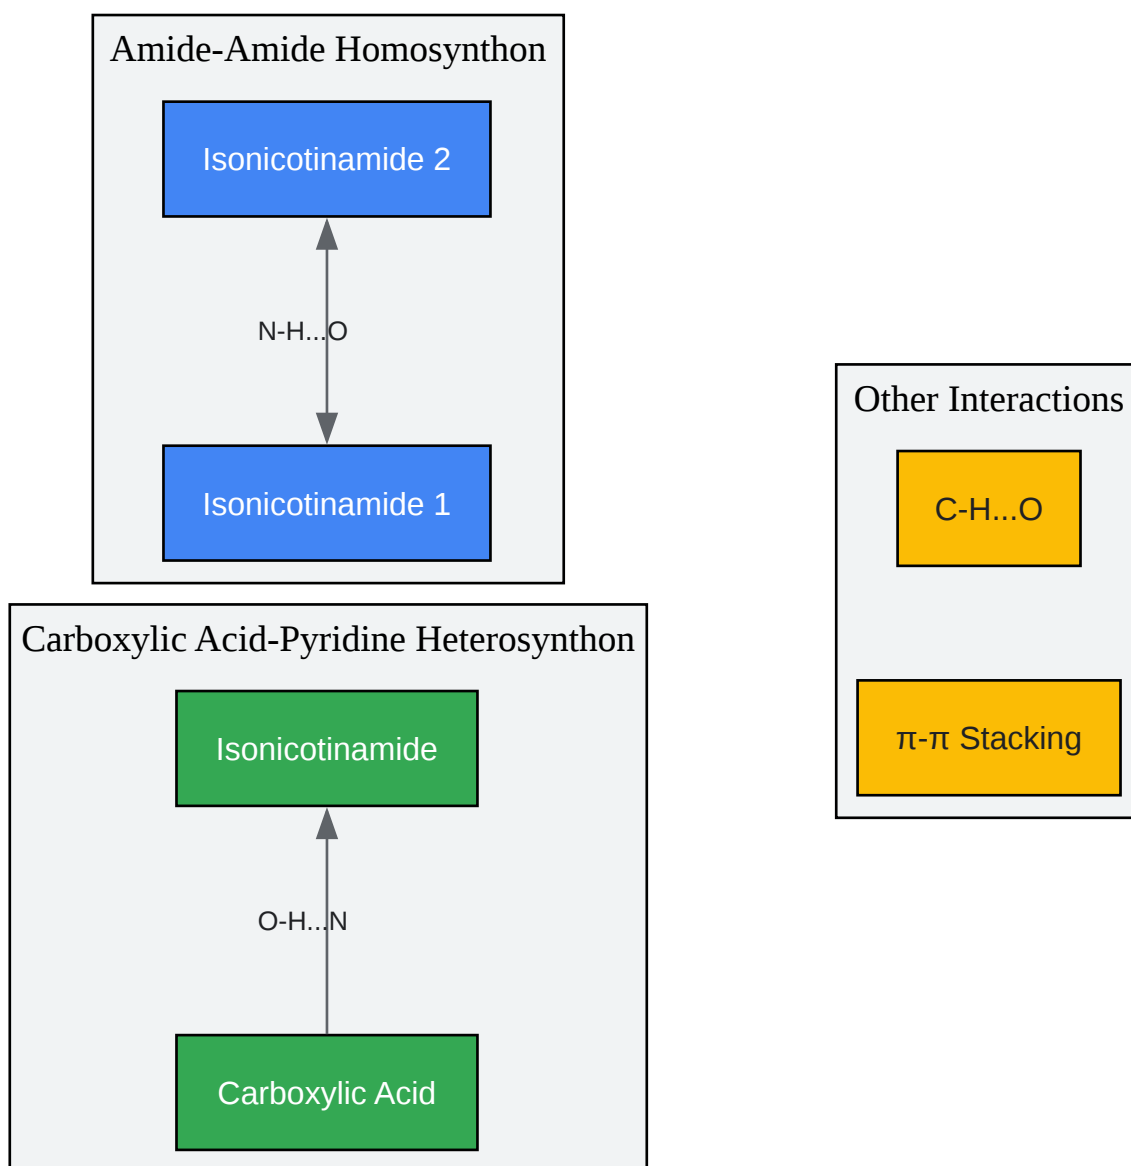 Amide-Amide Homosynthon
Isonicotinamide 2
N-H...O
Isonicotinamide 1
Carboxylic Acid-Pyridine Heterosynthon
Isonicotinamide
O-H...N
Carboxylic Acid
Other Interactions
C-H...O
π-π Stacking